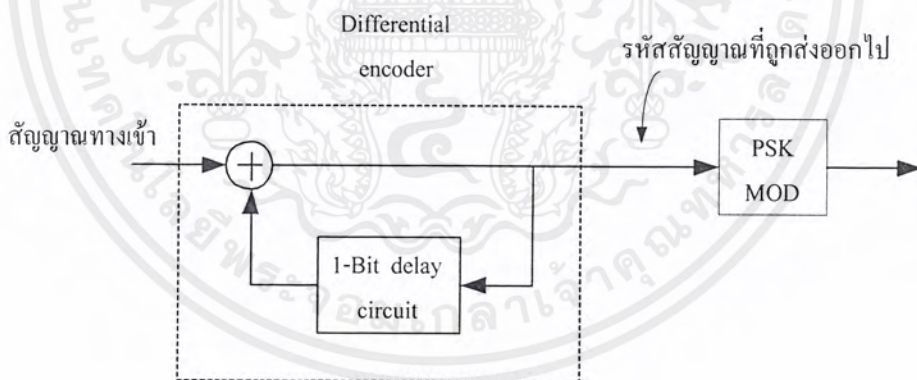 Differential
encoder
รหัสสัญญาณที่ถูกส่งออกไป
สัญญาณทางเข้า
PSK
MOD
1-Bit delay
circuit